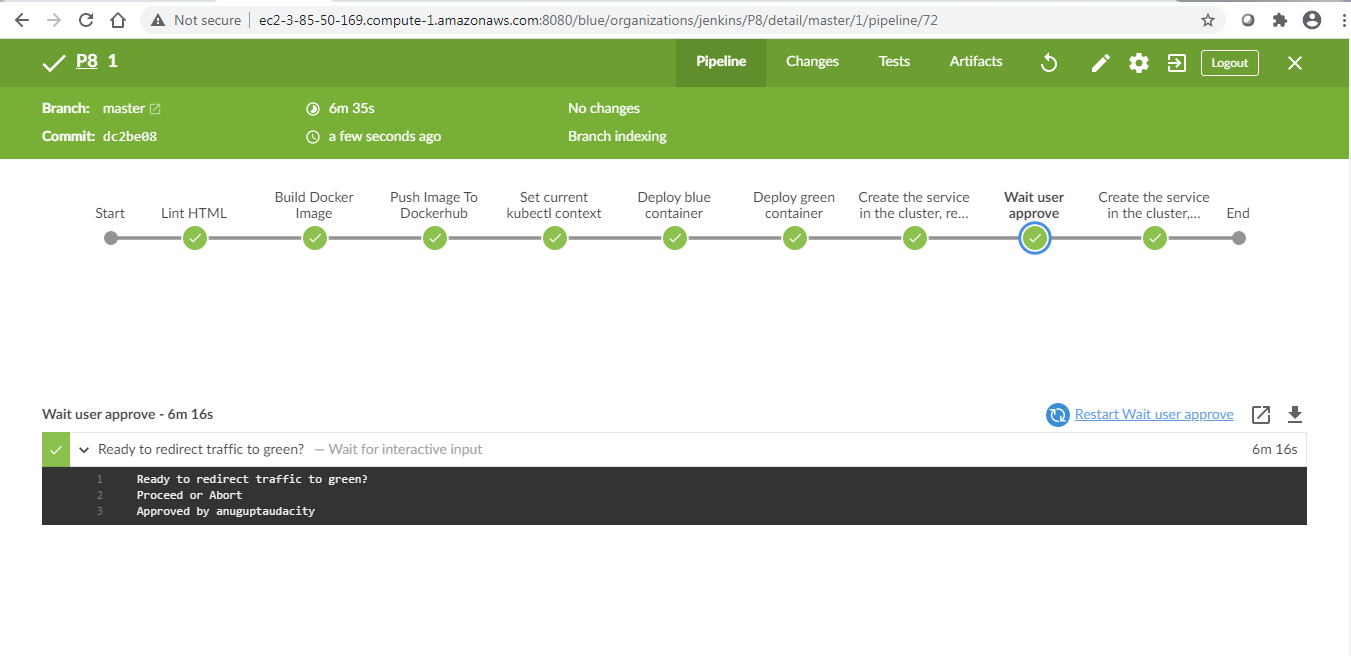 Not secure
ec2-3-85-50-169.compute-1.amazonaws.com:8080/blue/organizations/jenkins/P8/detail/master/1/pipeline/72
P8 1
Pipeline
Changes
Tests
Artifacts
Logout
Branch: master
6m 35s
No changes
Commit: dc2be08
a few seconds ago
Branch indexing
Start
Lint HTML
Build Docker
Image
Push Image To
Dockerhub
Set current
kubectl context
Deploy blue
container
Deploy green
container
Create the service
in the cluster, re...
Wait user
approve
Create the service
in the cluster,...
End
Wait user approve - 6m 16s
Restart Wait user approve
Ready to redirect traffic to green? — Wait for interactive input
6m 16s
1 Ready to redirect traffic to green?
2 Proceed or Abort
3 Approved by anuguptaudacity